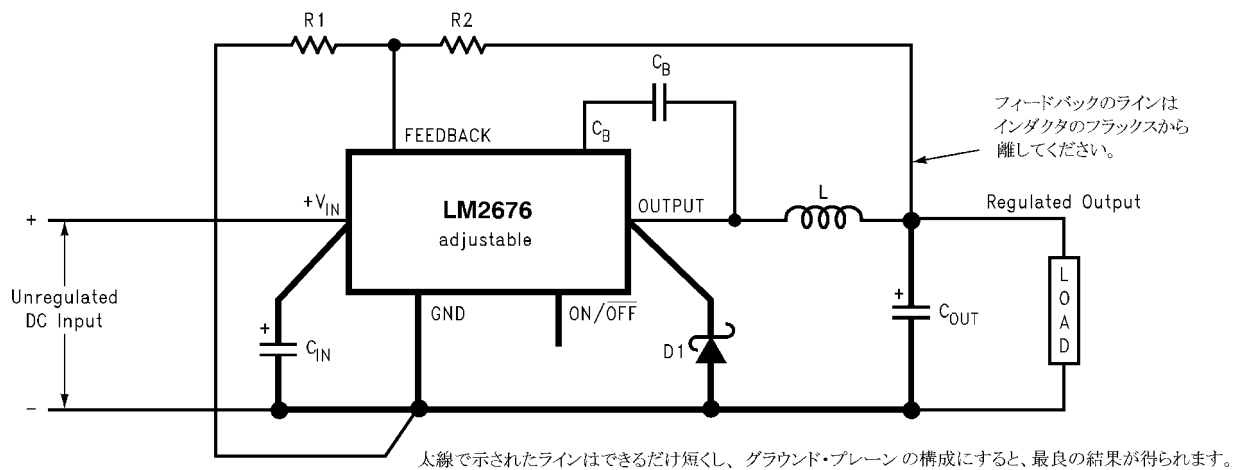 R1
R2
C_B
フィードバックのラインは
インダクタのフラックスから
離してください。
FEEDBACK
C_B
+V_IN
LM2676
adjustable
OUTPUT
L
Regulated Output
+
Unregulated
DC Input
−
+
C_IN
GND
ON/O̅F̅F̅
D1
+
C_OUT
LOAD
太線で示されたラインはできるだけ短くし、グラウンド・プレーンの構成にすると、最良の結果が得られます。